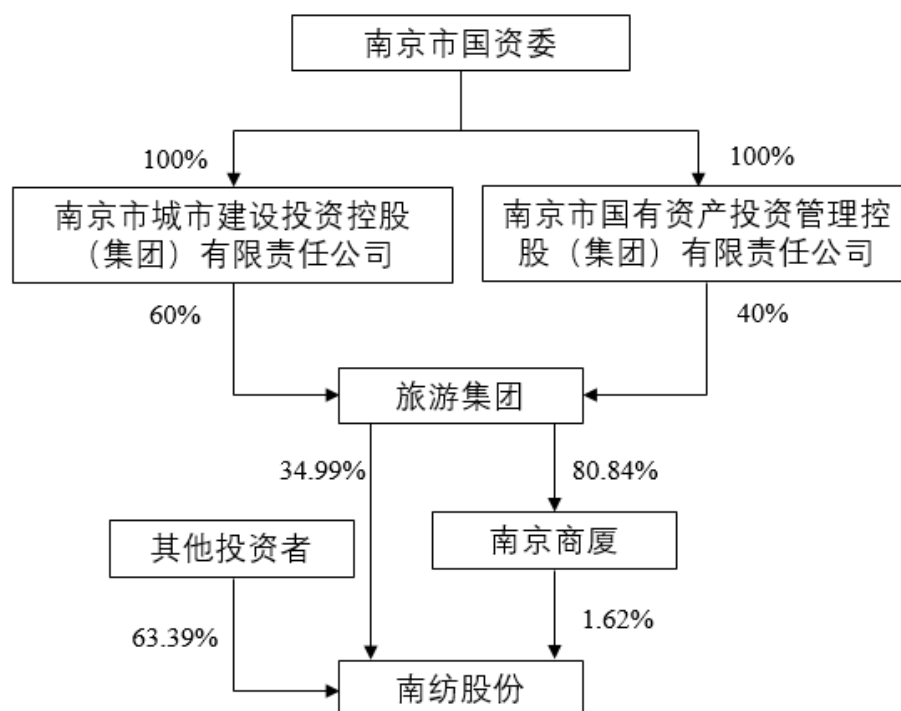 南京市国资委
100%
100%
南京市城市建设投资控股
（集团）有限责任公司
南京市国有资产投资管理控
股（集团）有限责任公司
60%
40%
旅游集团
34.99%
80.84%
其他投资者
南京商厦
63.39%
1.62%
南纺股份